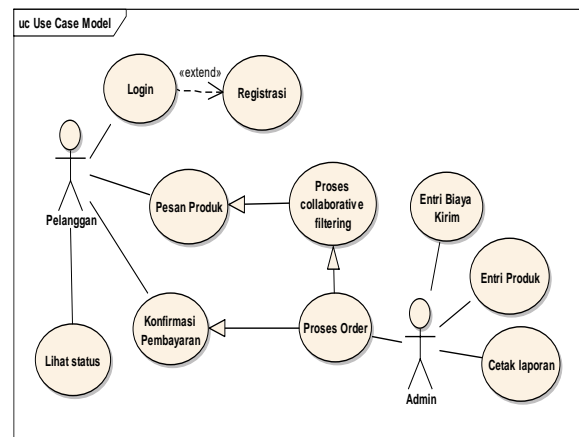 uc Use Case Model
Login
«extend»
Registrasi
Pelanggan
Pesan Produk
Proses
collaborative
filtering
Entri Biaya
Kirim
Entri Produk
Konfirmasi
Pembayaran
Proses Order
Lihat status
Cetak laporan
Admin